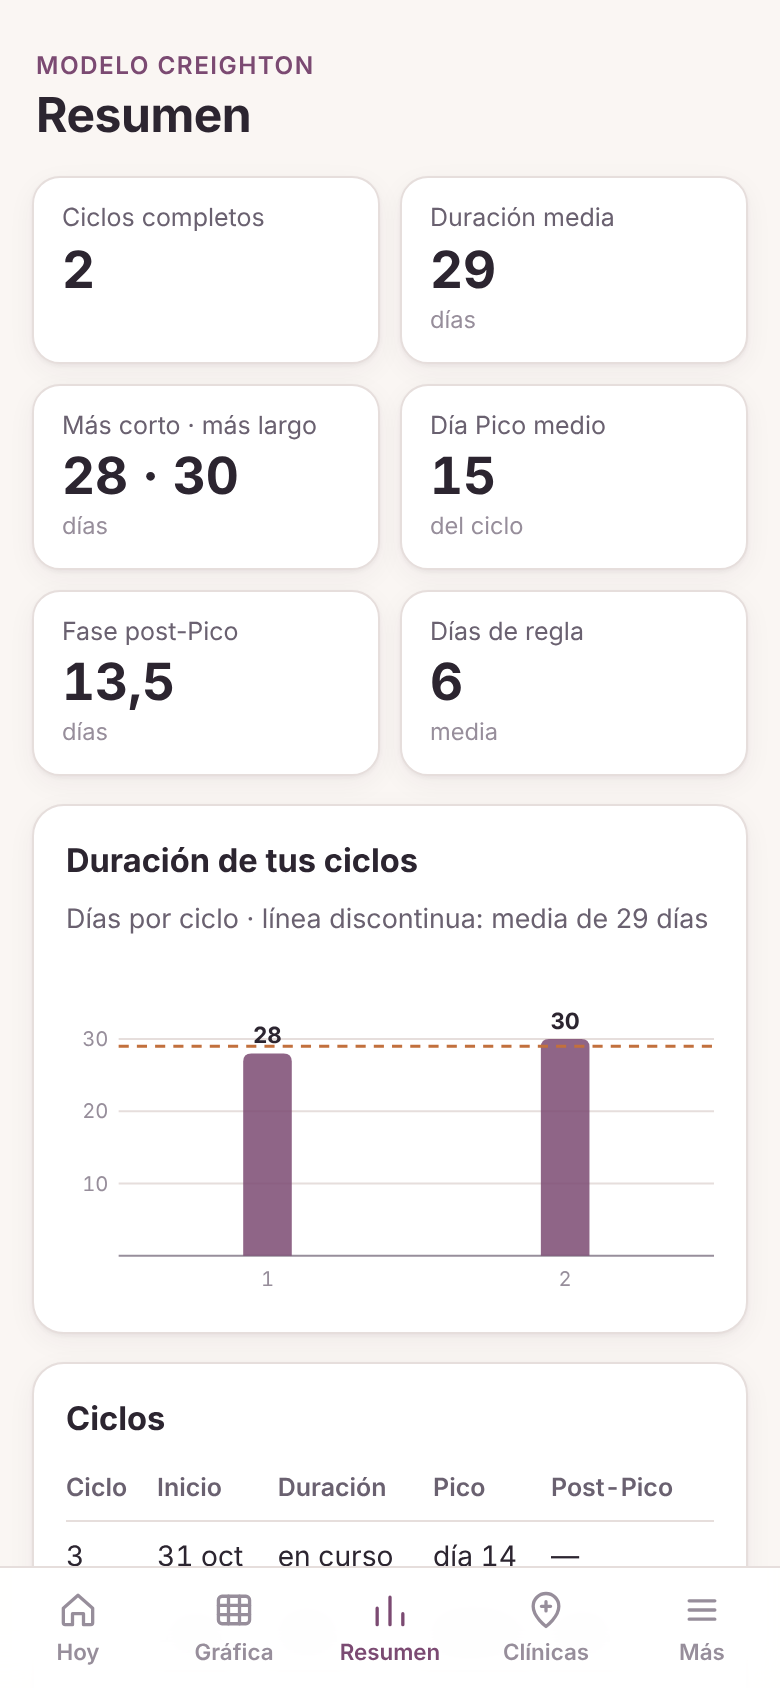 MODELO CREIGHTON
Resumen
Ciclos completos
2
Duración media
29
días
Más corto · más largo
28 · 30
días
Día Pico medio
15
del ciclo
Fase post-Pico
13,5
días
Días de regla
6
media
Duración de tus ciclos
Días por ciclo · línea discontinua: media de 29 días
30
20
10
28
30
1
2
Ciclos
Ciclo Inicio Duración Pico Post-Pico
3 31 oct en curso día 14 —
Hoy Gráfica Resumen Clínicas Más